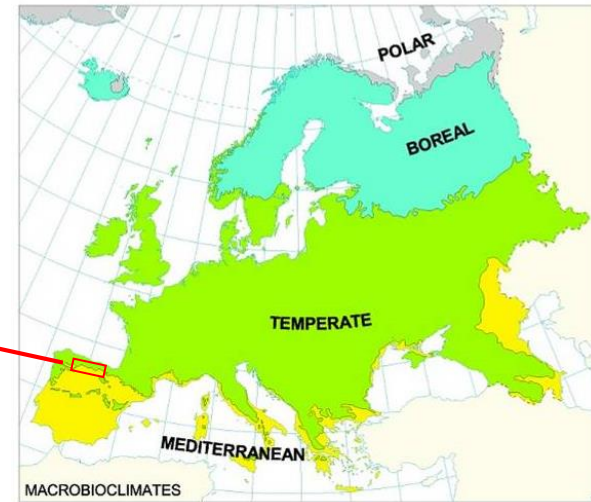 POLAR
BOREAL
TEMPERATE
MEDITERRANEAN
MACROBIOCLIMATES